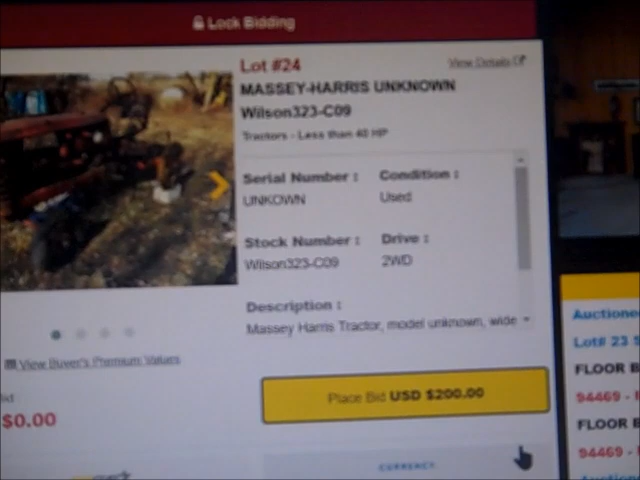 Lock Bidding
Lot #24
View Details
MASSEY-HARRIS UNKNOWN
Wilson323-C09
Tractors - Less than 40 HP
Serial Number :
Condition :
UNKOWN
Used
Stock Number :
Drive :
Wilson323-C09
2WD
Description :
Massey Harris Tractor, model unknown, wide
View Buyer's Premium Values
$0.00
Place Bid USD $200.00
CURRENCY
Auctione
Lot# 23
FLOOR B
94469 -
FLOOR B
94469 -